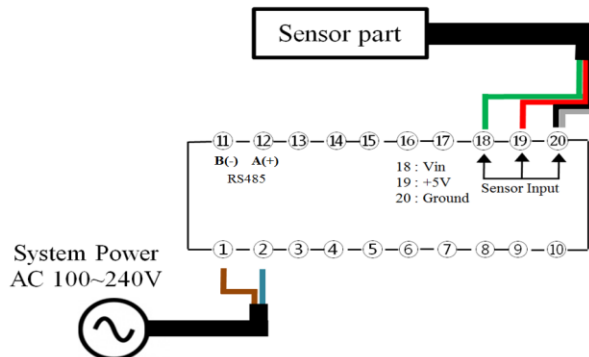 Sensor part
11 12 13 14 15 16 17 18 19 20
B(-) A(+)
RS485
18 : Vin
19 : +5V
20 : Ground
Sensor Input
1 2 3 4 5 6 7 8 9 10
System Power
AC 100~240V